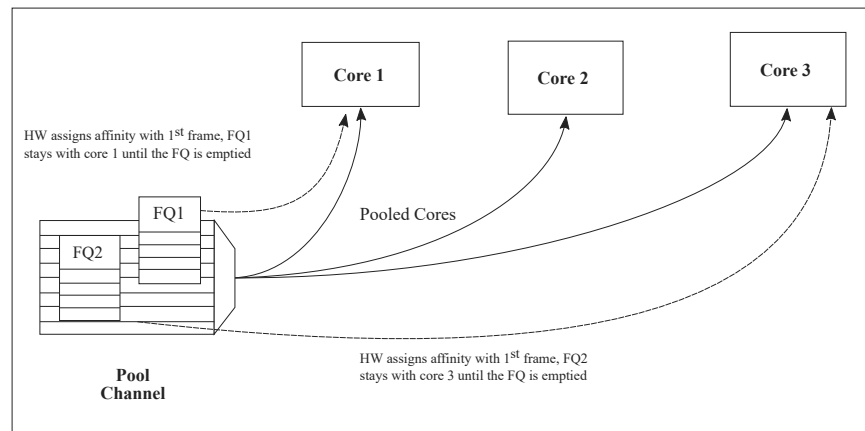 Core 1
Core 2
Core 3
HW assigns affinity with 1st frame, FQ1
stays with core 1 until the FQ is emptied
FQ1
FQ2
Pooled Cores
HW assigns affinity with 1st frame, FQ2
stays with core 3 until the FQ is emptied
Pool
Channel